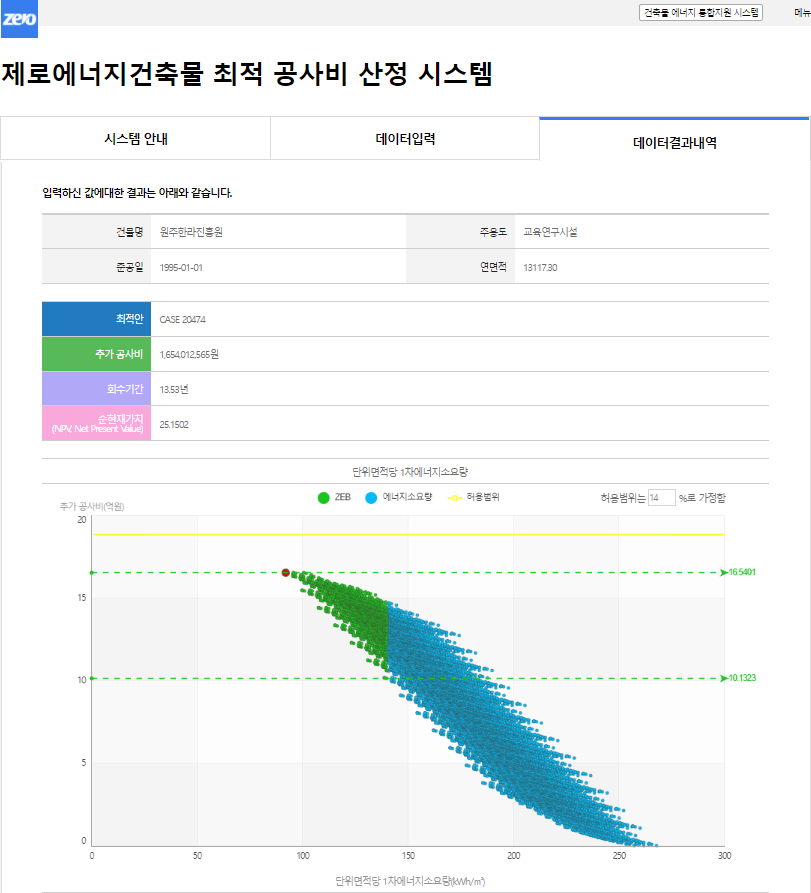 건축물 에너지 통합지원 시스템 메뉴
zero
제로에너지건축물 최적 공사비 산정 시스템
시스템 안내 데이터입력 데이터결과내역
입력하신 값에대한 결과는 아래와 같습니다.
건물명 원주한라진흥원 주용도 교육연구시설
준공일 1995-01-01 연면적 13117.30
최적안 CASE 20474
추가 공사비 1,654,012,565원
회수기간 13.53년
순현재가치
(NPV, Net Present Value) 25.1502
단위면적당 1차에너지소요량
ZEB 에너지소요량 허용범위 허용범위는 14 %로 가정함
추가 공사비(억원)
20
16.5401
15
10.1323
10
5
0
0 50 100 150 200 250 300
단위면적당 1차에너지소요량(kWh/㎡)